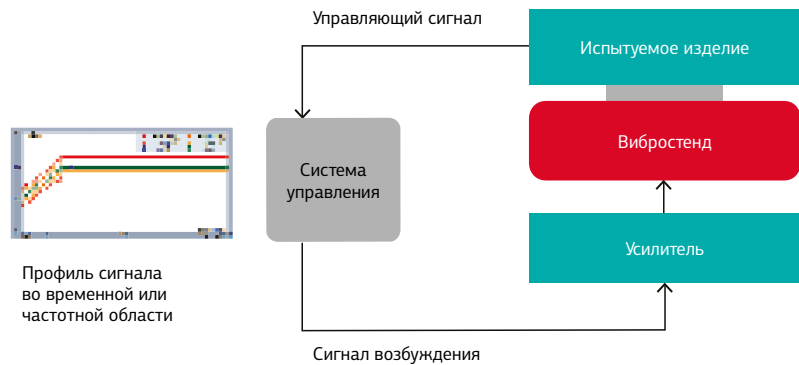 Управляющий сигнал
Испытуемое изделие
Вибростенд
Система
управления
Усилитель
Профиль сигнала
во временной или
частотной области
Сигнал возбуждения